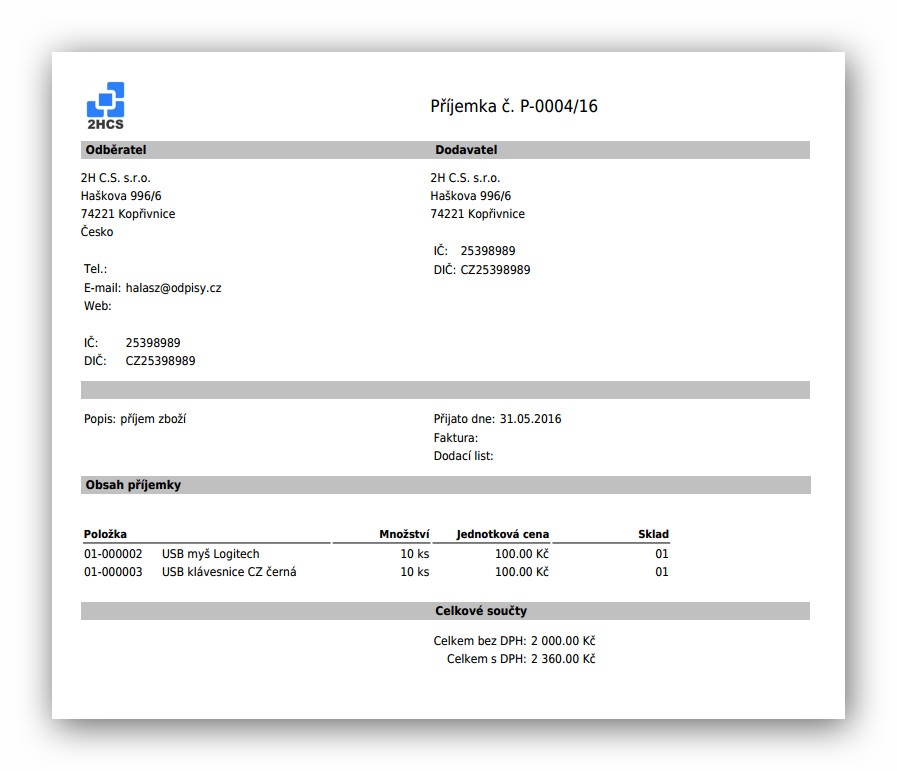 2HCS
Příjemka č. P-0004/16
Odběratel Dodavatel
2H C.S. s.r.o. 2H C.S. s.r.o.
Haškova 996/6 Haškova 996/6
74221 Kopřivnice 74221 Kopřivnice
Česko
IČ: 25398989
Tel.: DIČ: CZ25398989
E-mail: halasz@odpisy.cz
Web:
IČ: 25398989
DIČ: CZ25398989
Popis: příjem zboží Přijato dne: 31.05.2016
Faktura:
Dodací list:
Obsah příjemky
Položka Množství Jednotková cena Sklad
01-000002 USB myš Logitech 10 ks 100.00 Kč 01
01-000003 USB klávesnice CZ černá 10 ks 100.00 Kč 01
Celkové součty
Celkem bez DPH: 2 000.00 Kč
Celkem s DPH: 2 360.00 Kč